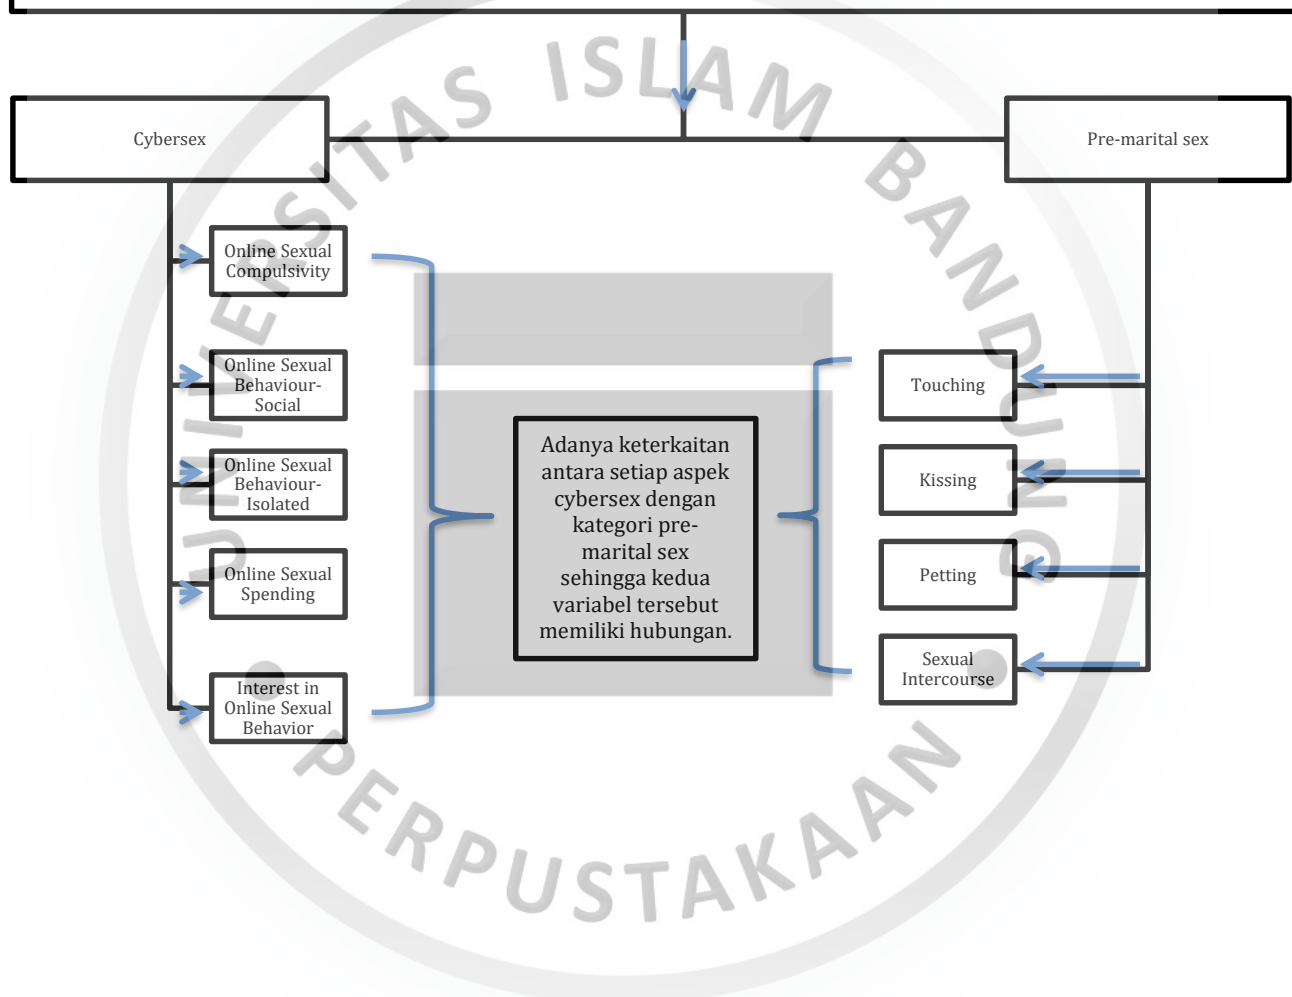 UNIVERSITAS ISLAM BANDUNG
Cybersex
Pre-marital sex
Online Sexual
Compulsivity
Online Sexual
Behaviour-
Social
Online Sexual
Behaviour-
Isolated
Online Sexual
Spending
Interest in
Online Sexual
Behavior
Adanya keterkaitan
antara setiap aspek
cybersex dengan
kategori pre-
marital sex
sehingga kedua
variabel tersebut
memiliki hubungan.
Touching
Kissing
Petting
Sexual
Intercourse
PERPUSTAKAAN